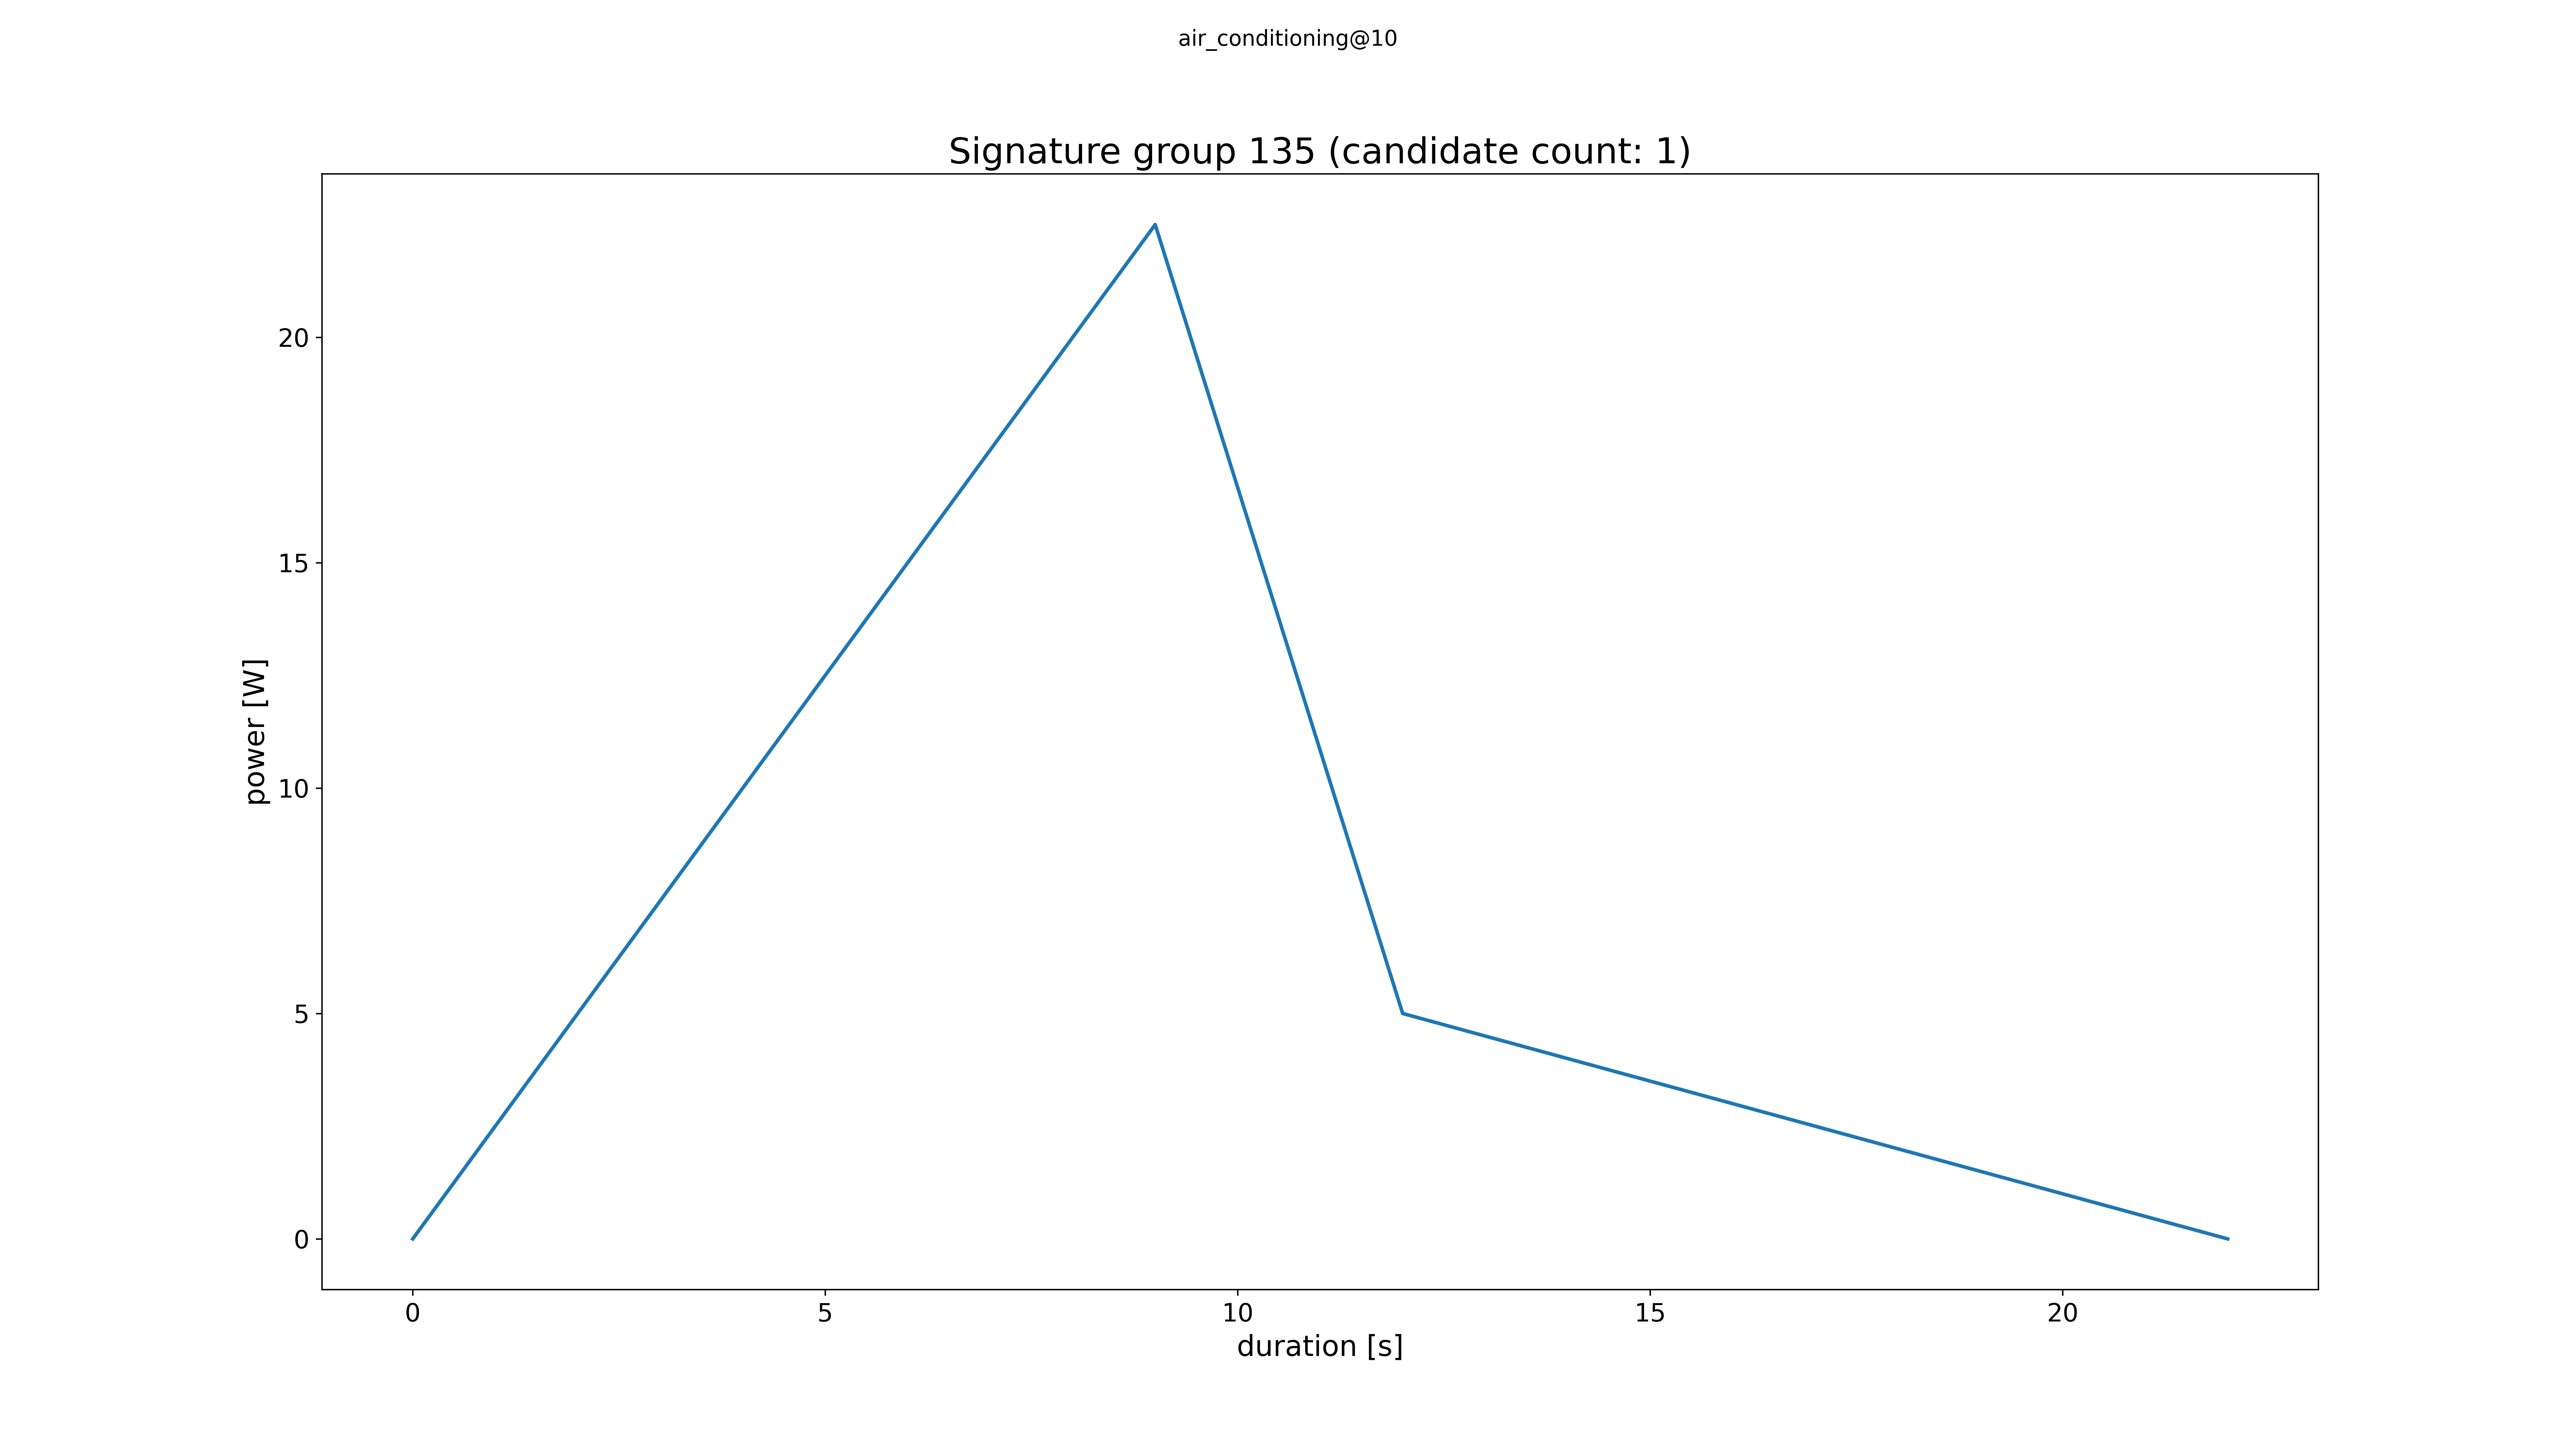 air_conditioning@10
Signature group 135 (candidate count: 1)
power [W]
20
15
10
5
0
0 5 10 15 20
duration [s]